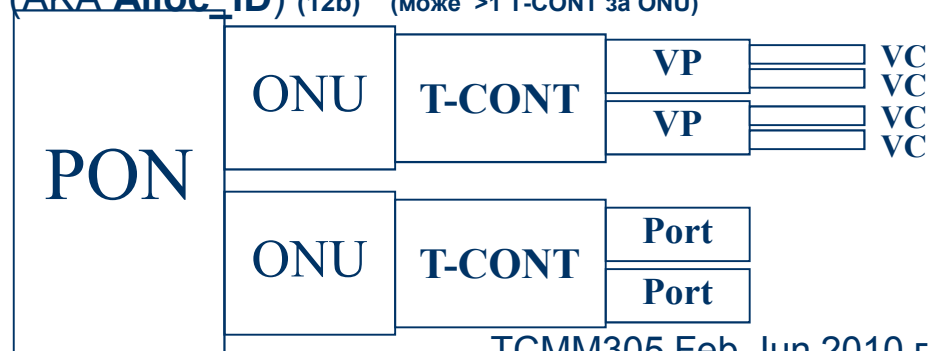 (AKA Alloc_ID) (12b) (може >1 T-CONT за ONU)
PON
ONU
T-CONT
VP
VC
VC
VP
VC
VC
ONU
T-CONT
Port
Port
TCMM305 Feb-Jun 2010 г